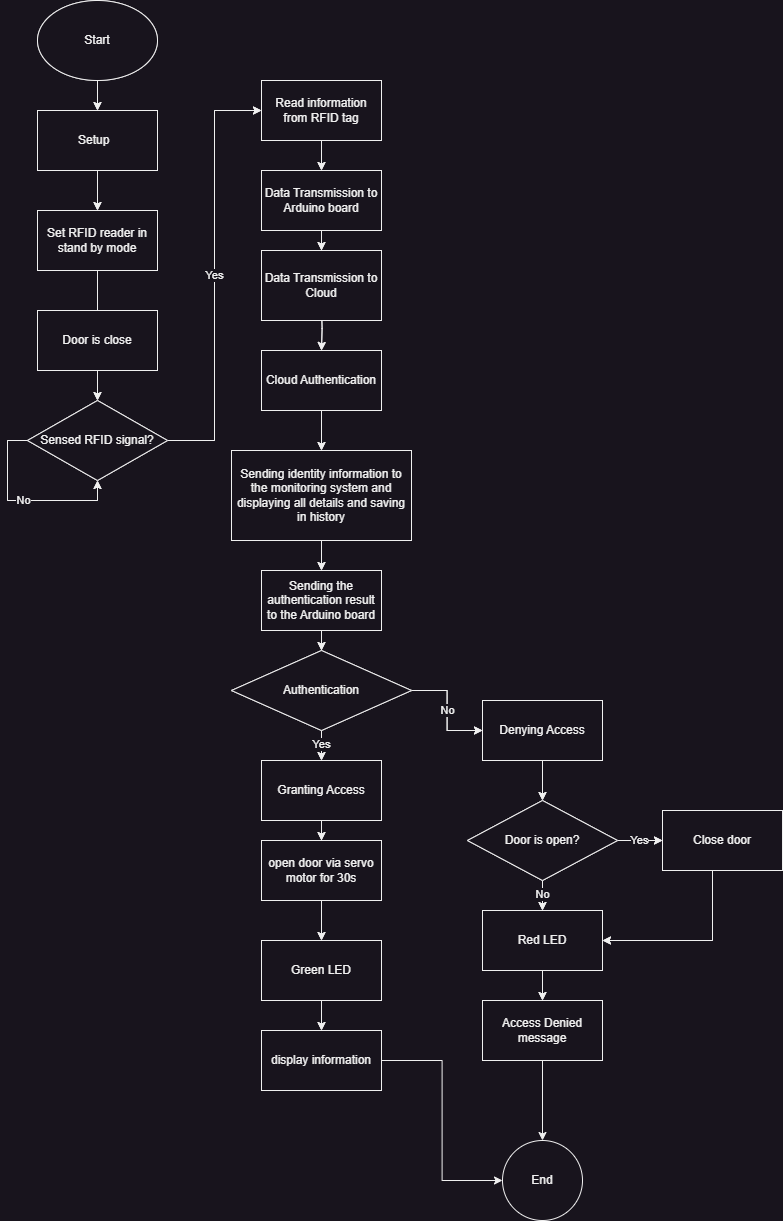 Start
Setup
Set RFID reader in
stand by mode
Door is close
Sensed RFID signal?
No
Yes
Read information
from RFID tag
Data Transmission to
Arduino board
Data Transmission to
Cloud
Cloud Authentication
Sending identity information to
the monitoring system and
displaying all details and saving
in history
Sending the
authentication result
to the Arduino board
Authentication
Yes
No
Granting Access
open door via servo
motor for 30s
Green LED
display information
Denying Access
Door is open?
Yes
Close door
No
Red LED
Access Denied
message
End